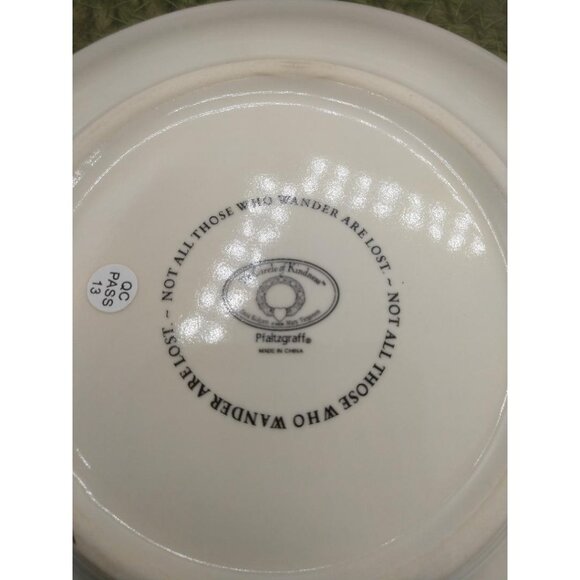 NOT ALL THOSE WHO WANDER ARE LOST. ~ NOT ALL THOSE WHO WANDER ARE LOST. ~
Circle of Kindness™
Pfaltzgraff®
MADE IN CHINA
QC
PASS
13